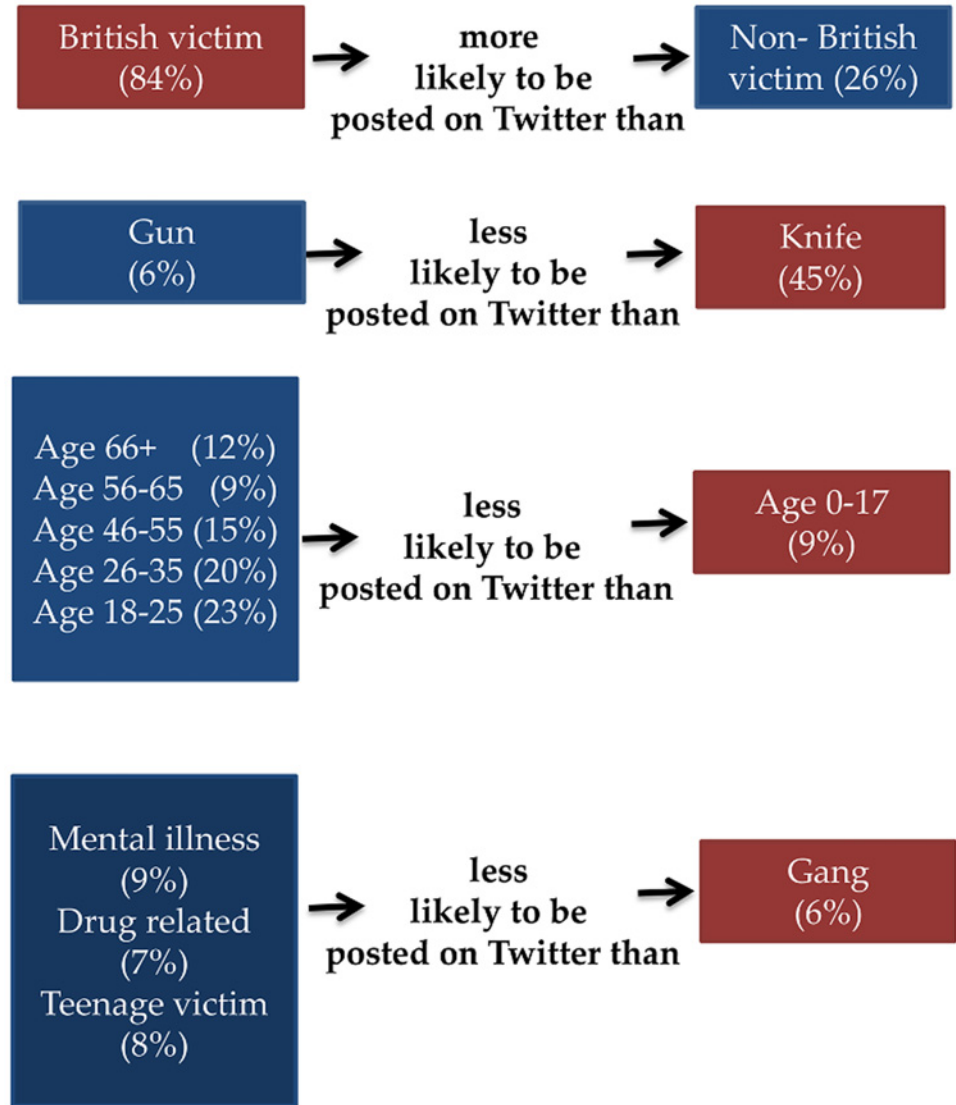 British victim
(84%)
more
likely to be
posted on Twitter than
Non- British
victim (26%)
Gun
(6%)
less
likely to be
posted on Twitter than
Knife
(45%)
Age 66+ (12%)
Age 56-65 (9%)
Age 46-55 (15%)
Age 26-35 (20%)
Age 18-25 (23%)
less
likely to be
posted on Twitter than
Age 0-17
(9%)
Mental illness
(9%)
Drug related
(7%)
Teenage victim
(8%)
less
likely to be
posted on Twitter than
Gang
(6%)